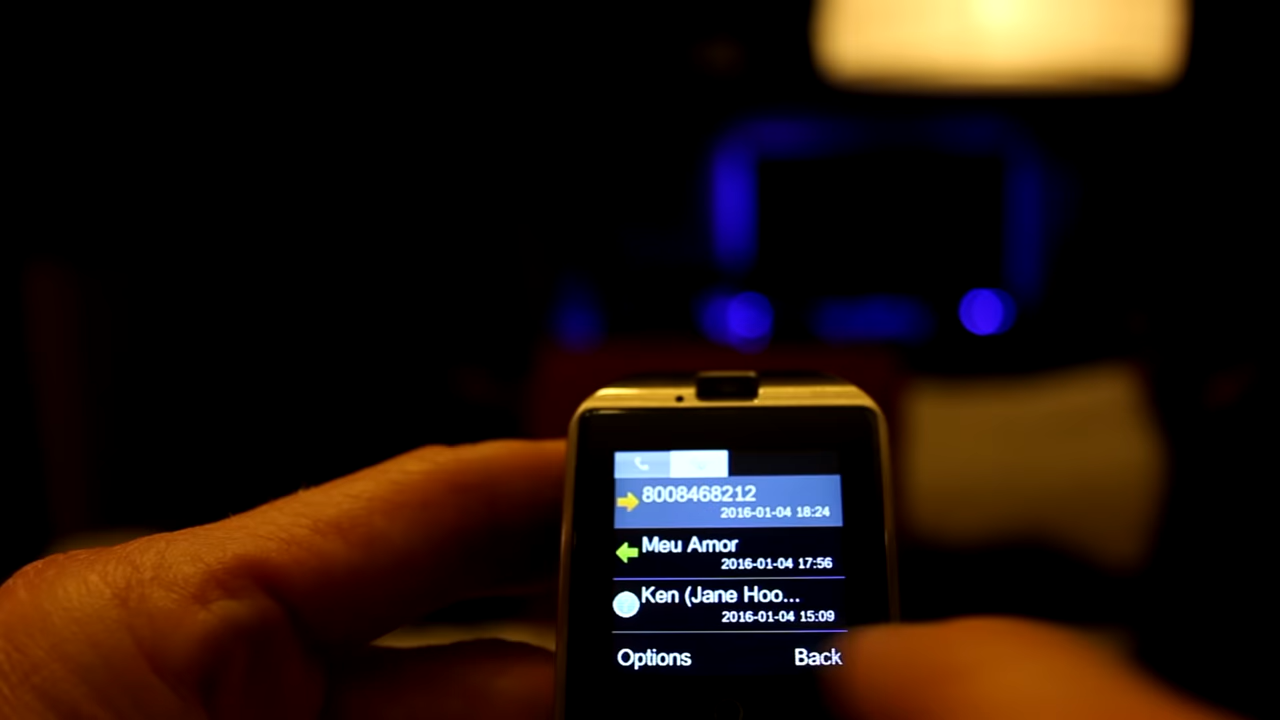 8008468212
2016-01-04 18:24
Meu Amor
2016-01-04 17:56
Ken (Jane Hoo...
2016-01-04 15:09
Options Back